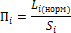 Пᵢ = Lᵢ₍норм₎ / Sᵢ